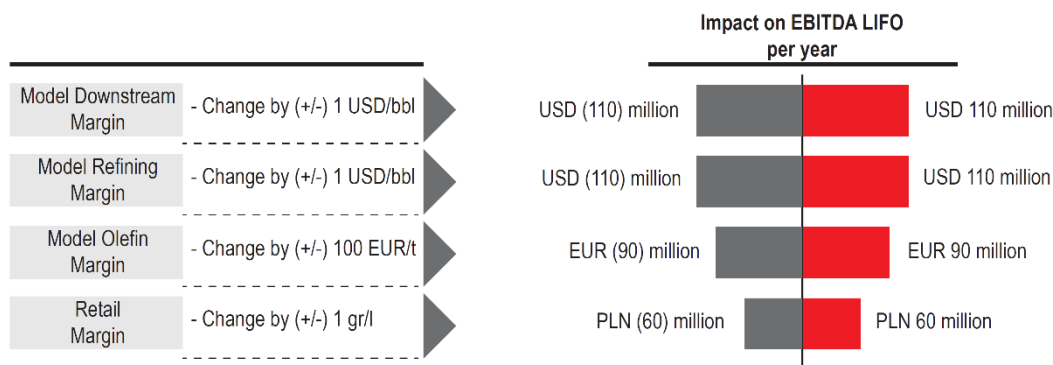 Impact on EBITDA LIFO
per year
Model Downstream
Margin
- Change by (+/-) 1 USD/bbl
USD (110) million
USD 110 million
Model Refining
Margin
- Change by (+/-) 1 USD/bbl
USD (110) million
USD 110 million
Model Olefin
Margin
- Change by (+/-) 100 EUR/t
EUR (90) million
EUR 90 million
Retail
Margin
- Change by (+/-) 1 gr/l
PLN (60) million
PLN 60 million